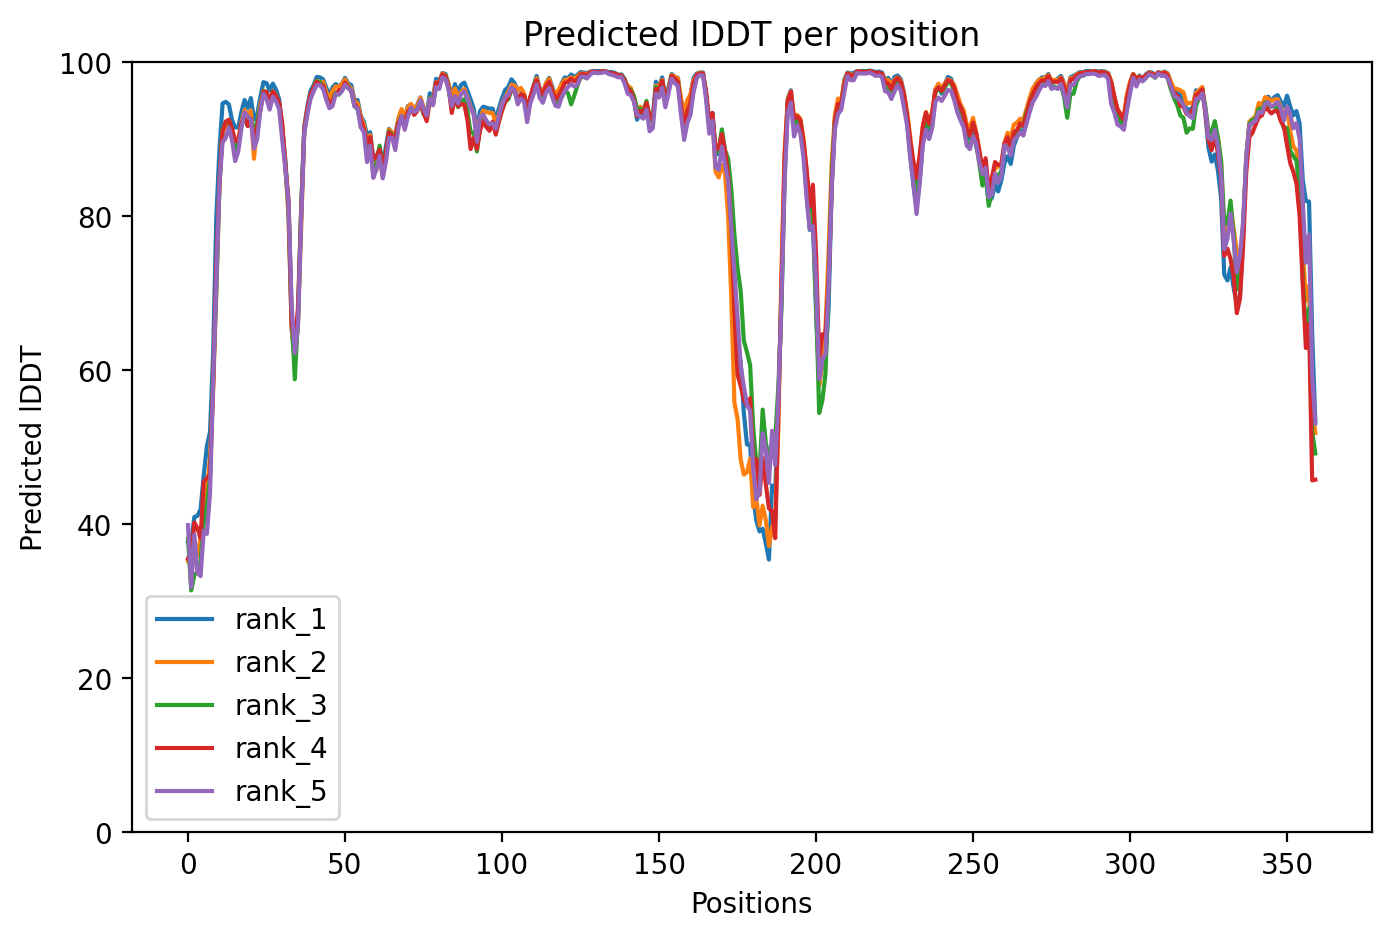 Predicted lDDT per position
100
80
60
40
20
0
Predicted lDDT
rank_1
rank_2
rank_3
rank_4
rank_5
0 50 100 150 200 250 300 350
Positions